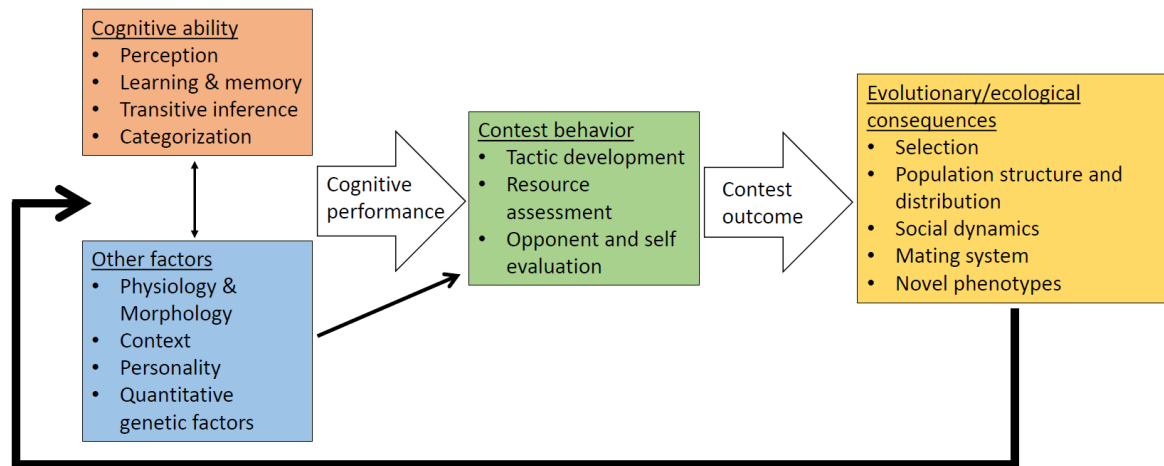 Cognitive ability
• Perception
• Learning & memory
• Transitive inference
• Categorization
Other factors
• Physiology &
Morphology
• Context
• Personality
• Quantitative
genetic factors
Cognitive
performance
Contest behavior
• Tactic development
• Resource
assessment
• Opponent and self
evaluation
Contest
outcome
Evolutionary/ecological
consequences
• Selection
• Population structure and
distribution
• Social dynamics
• Mating system
• Novel phenotypes